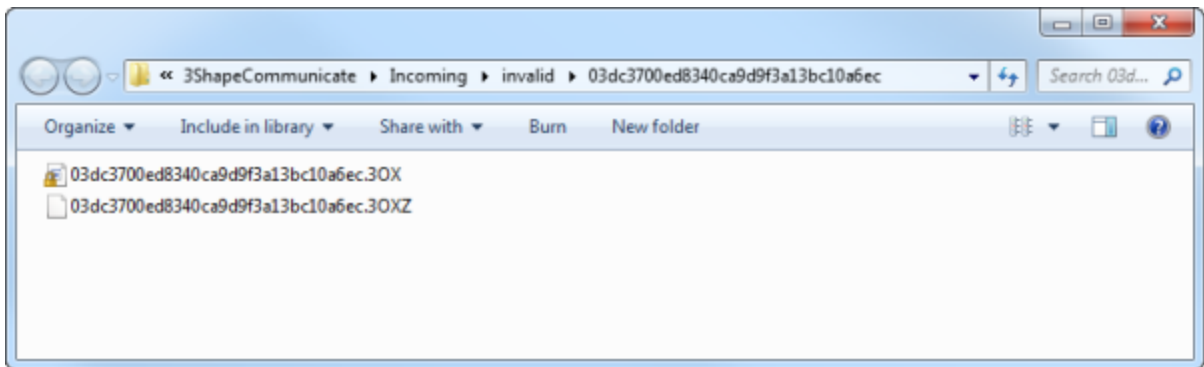 « 3ShapeCommunicate ▸ Incoming ▸ invalid ▸ 03dc3700ed8340ca9d9f3a13bc10a6ec Search 03d...
Organize Include in library Share with Burn New folder
03dc3700ed8340ca9d9f3a13bc10a6ec.3OX
03dc3700ed8340ca9d9f3a13bc10a6ec.3OXZ